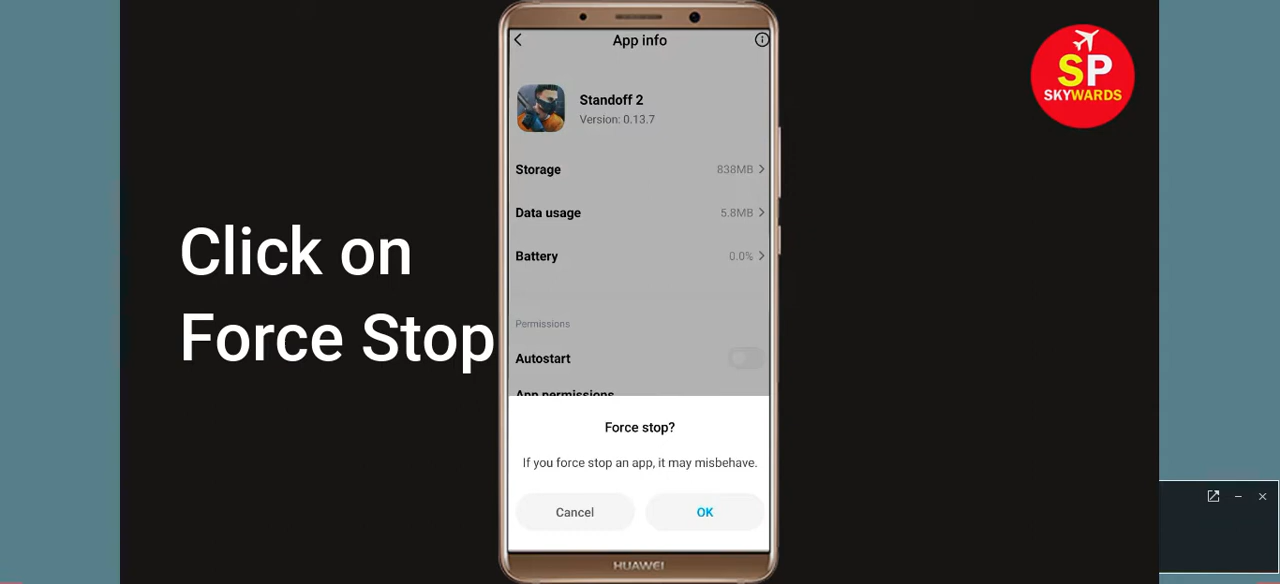 App info
SP
SKYWARDS
Standoff 2
Version: 0.13.7
Storage 838MB
Data usage 5.8MB
Battery 0.0%
Click on
Force Stop
Permissions
Autostart
App permissions
Force stop?
If you force stop an app, it may misbehave.
Cancel OK
HUAWEI